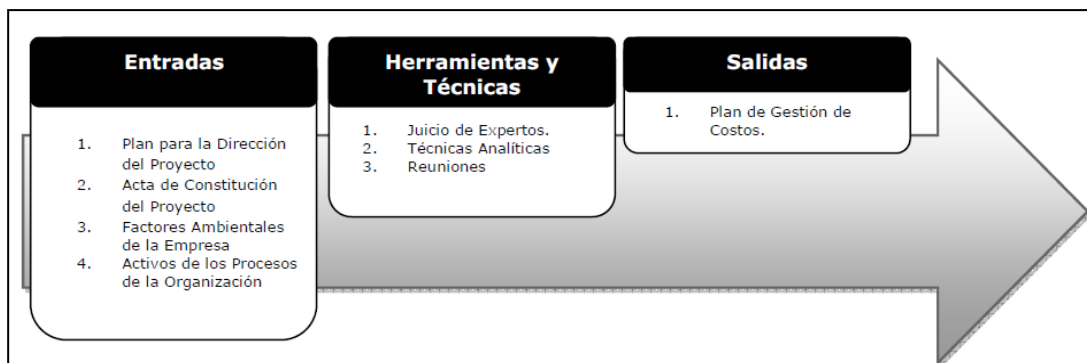 Entradas
1. Plan para la Dirección
del Proyecto
2. Acta de Constitución
del Proyecto
3. Factores Ambientales
de la Empresa
4. Activos de los Procesos
de la Organización
Herramientas y
Técnicas
1. Juicio de Expertos.
2. Técnicas Analíticas
3. Reuniones
Salidas
1. Plan de Gestión de
Costos.